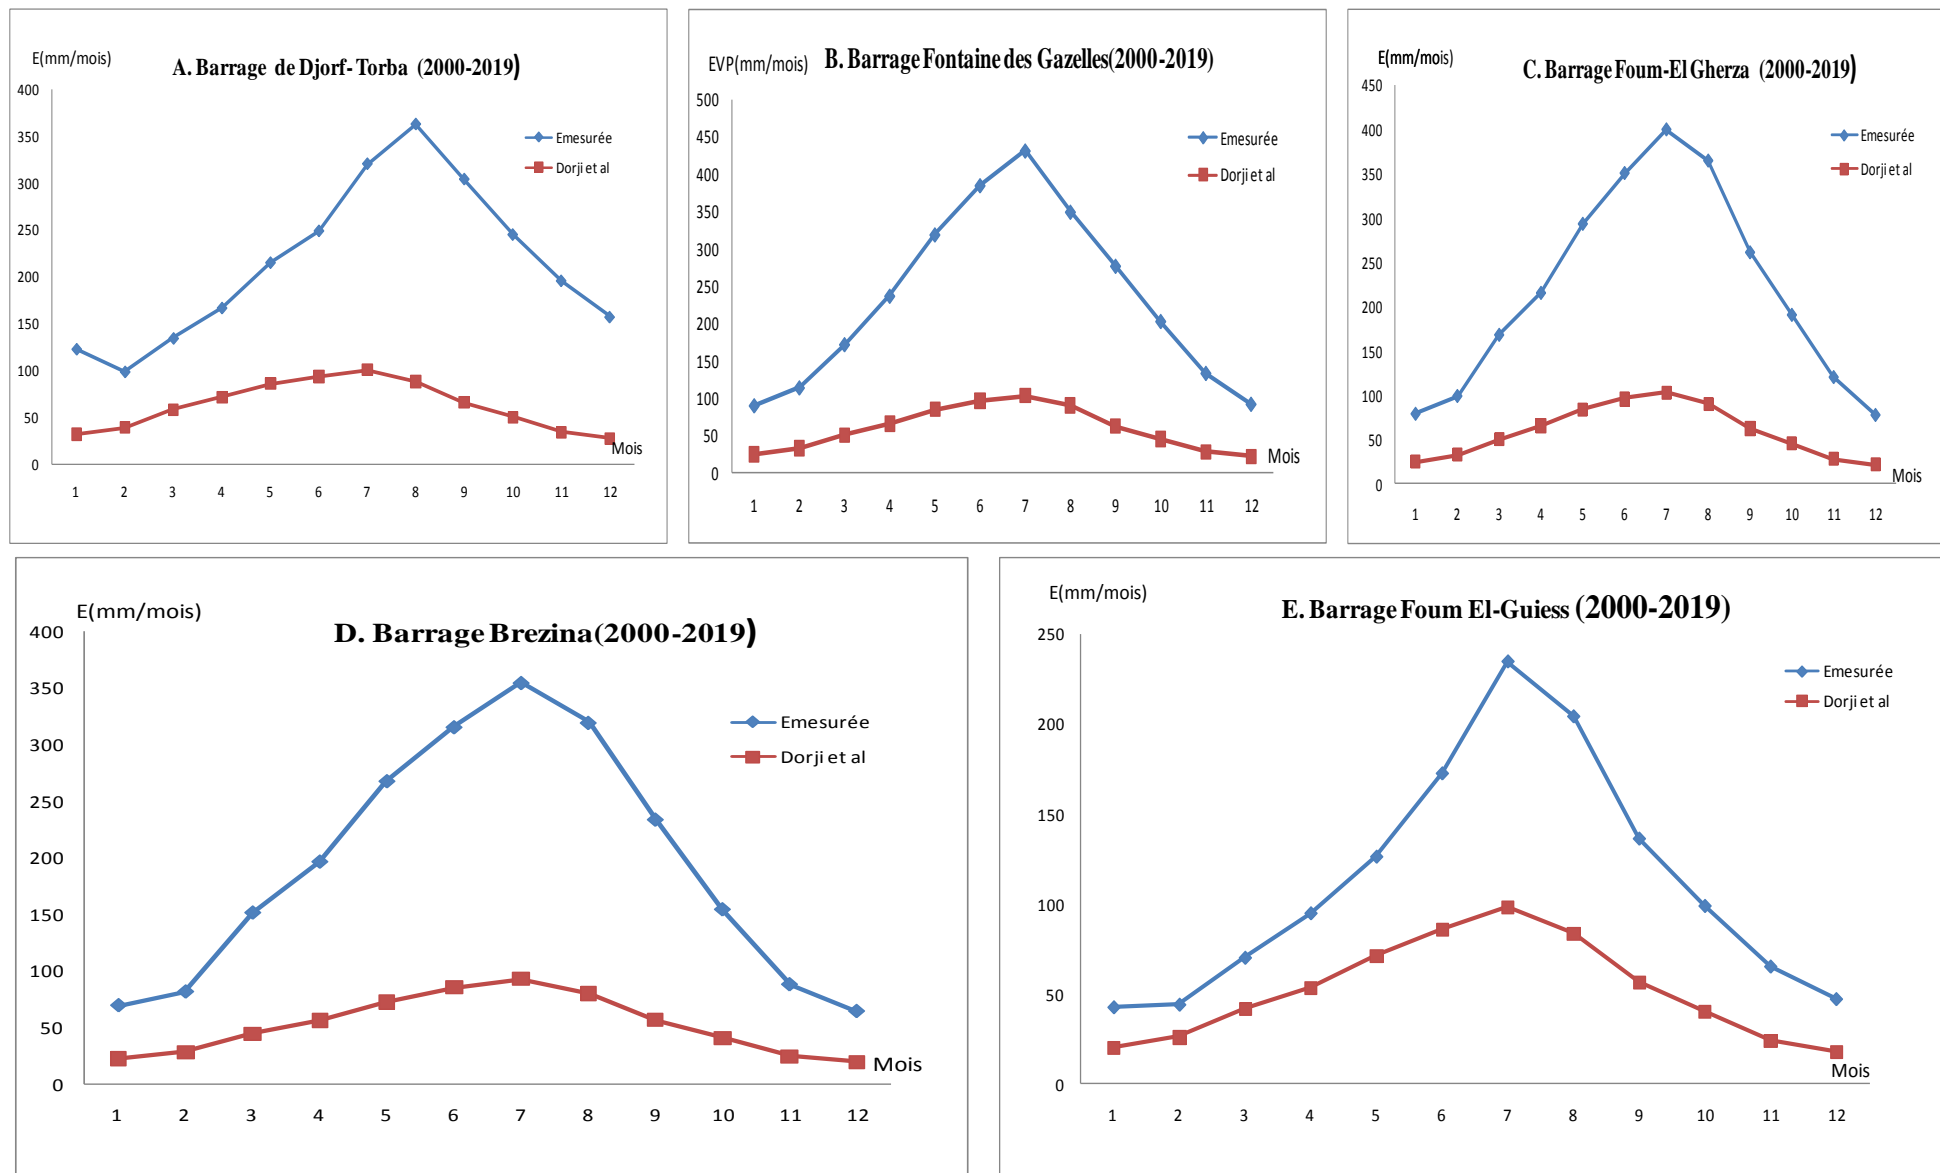 E(mm/mois)
A. Barrage de Djorf-Torba (2000-2019)
400
350
300
250
200
150
100
50
0
Emesurée
Dorji et al
Mois
1 2 3 4 5 6 7 8 9 10 11 12
EVP(mm/mois)
B. Barrage Fontaine des Gazelles(2000-2019)
500
450
400
350
300
250
200
150
100
50
0
Emesurée
Dorji et al
Mois
1 2 3 4 5 6 7 8 9 10 11 12
E(mm/mois)
C. Barrage Foum-El Gherza (2000-2019)
450
400
350
300
250
200
150
100
50
0
Emesurée
Dorji et al
Mois
1 2 3 4 5 6 7 8 9 10 11 12
E(mm/mois)
D. Barrage Brezina(2000-2019)
400
350
300
250
200
150
100
50
0
Emesurée
Dorji et al
Mois
1 2 3 4 5 6 7 8 9 10 11 12
E(mm/mois)
E. Barrage Foum El-Guiess (2000-2019)
250
200
150
100
50
0
Emesurée
Dorji et al
Mois
1 2 3 4 5 6 7 8 9 10 11 12